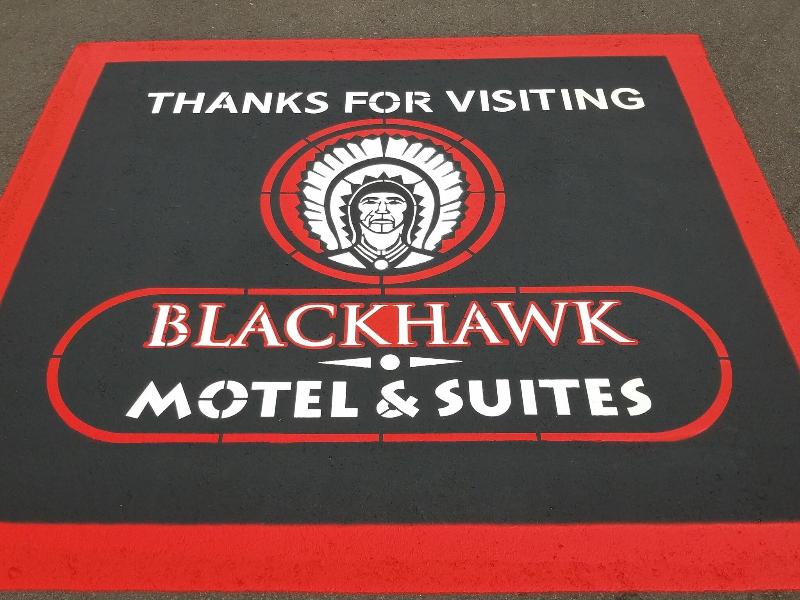 THANKS FOR VISITING
BLACKHAWK
MOTEL & SUITES